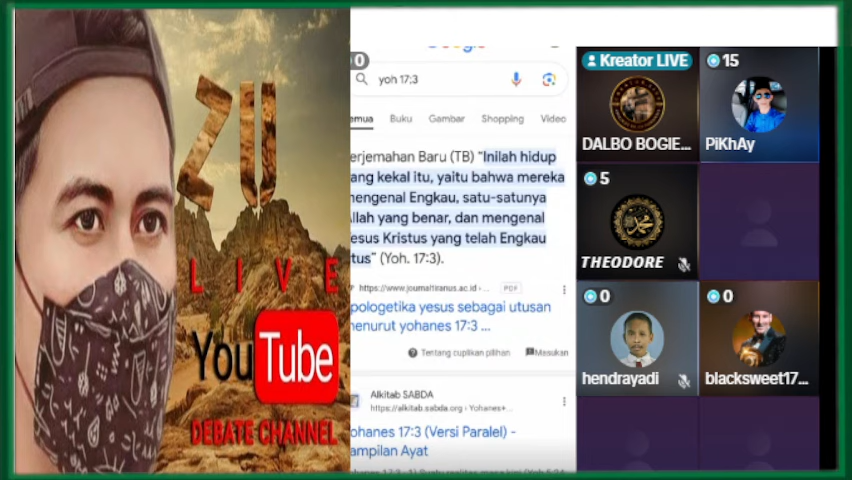 ZU
LIVE
YouTube
DEBATE CHANNEL
0
yoh 17:3
emua Buku Gambar Shopping Video
erjemahan Baru (TB) “Inilah hidup
ang kekal itu, yaitu bahwa mereka
engenal Engkau, satu-satunya
llah yang benar, dan mengenal
esus Kristus yang telah Engkau
tus” (Yoh. 17:3).
https://www.journaltiranus.ac.id › ... PDF
pologetika yesus sebagai utusan
enurut yohanes 17:3 ...
Tentang cuplikan pilihan Masukan
Alkitab SABDA
https://alkitab.sabda.org › Yohanes+...
ohanes 17:3 (Versi Paralel) -
ampilan Ayat
Kreator LIVE
DALBO BOGIE...
15
PiKhAy
5
THEODORE
0
hendrayadi
0
blacksweet17...